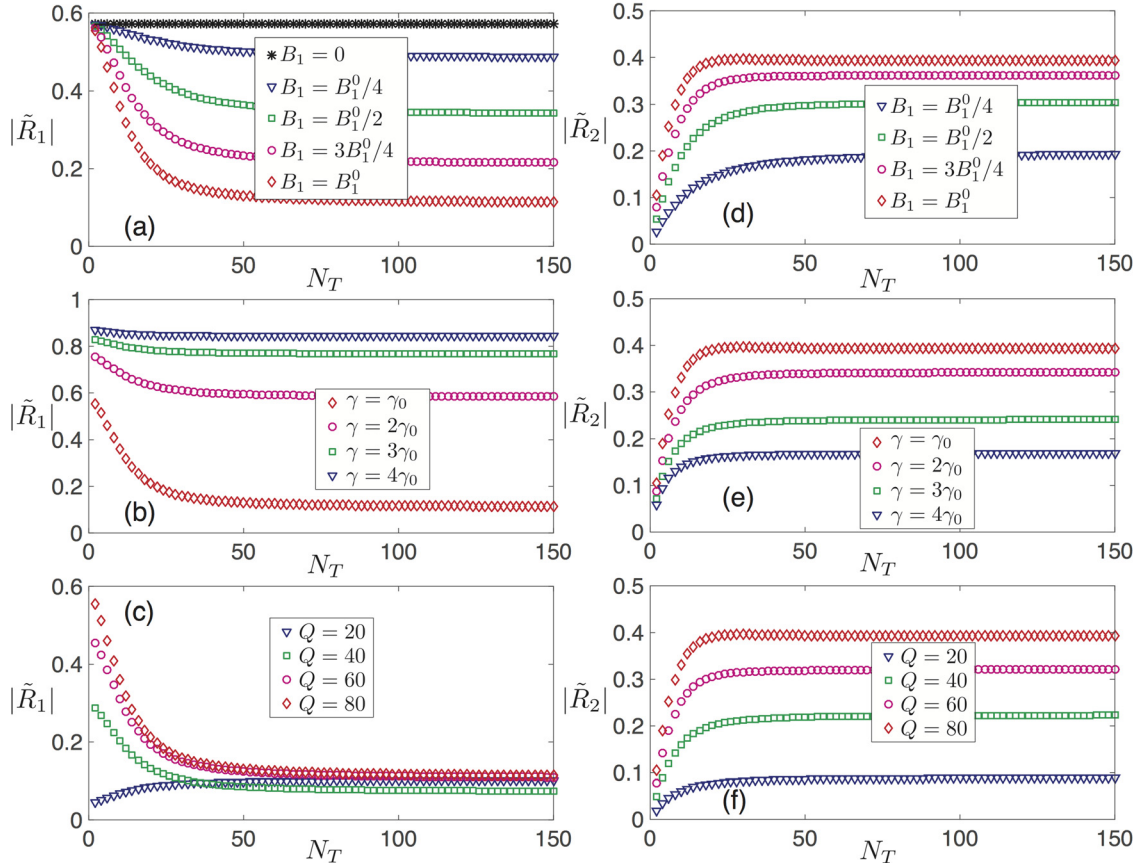 0.6
0.4
|R̃₁|
0.2
0
B₁ = 0
B₁ = B₁⁰/4
B₁ = B₁⁰/2
B₁ = 3B₁⁰/4
B₁ = B₁⁰
(a)
0 50 100 150
N_T
0.5
0.4
0.3
|R̃₂|
0.2
0.1
0
B₁ = B₁⁰/4
B₁ = B₁⁰/2
B₁ = 3B₁⁰/4
B₁ = B₁⁰
(d)
0 50 100 150
N_T
1
0.8
0.6
|R̃₁|
0.4
0.2
0
γ = γ₀
γ = 2γ₀
γ = 3γ₀
γ = 4γ₀
(b)
0 50 100 150
N_T
0.5
0.4
0.3
|R̃₂|
0.2
0.1
0
γ = γ₀
γ = 2γ₀
γ = 3γ₀
γ = 4γ₀
(e)
0 50 100 150
N_T
0.6
0.4
|R̃₁|
0.2
0
(c)
Q = 20
Q = 40
Q = 60
Q = 80
0 50 100 150
N_T
0.5
0.4
0.3
|R̃₂|
0.2
0.1
0
Q = 20
Q = 40
Q = 60
Q = 80
(f)
0 50 100 150
N_T